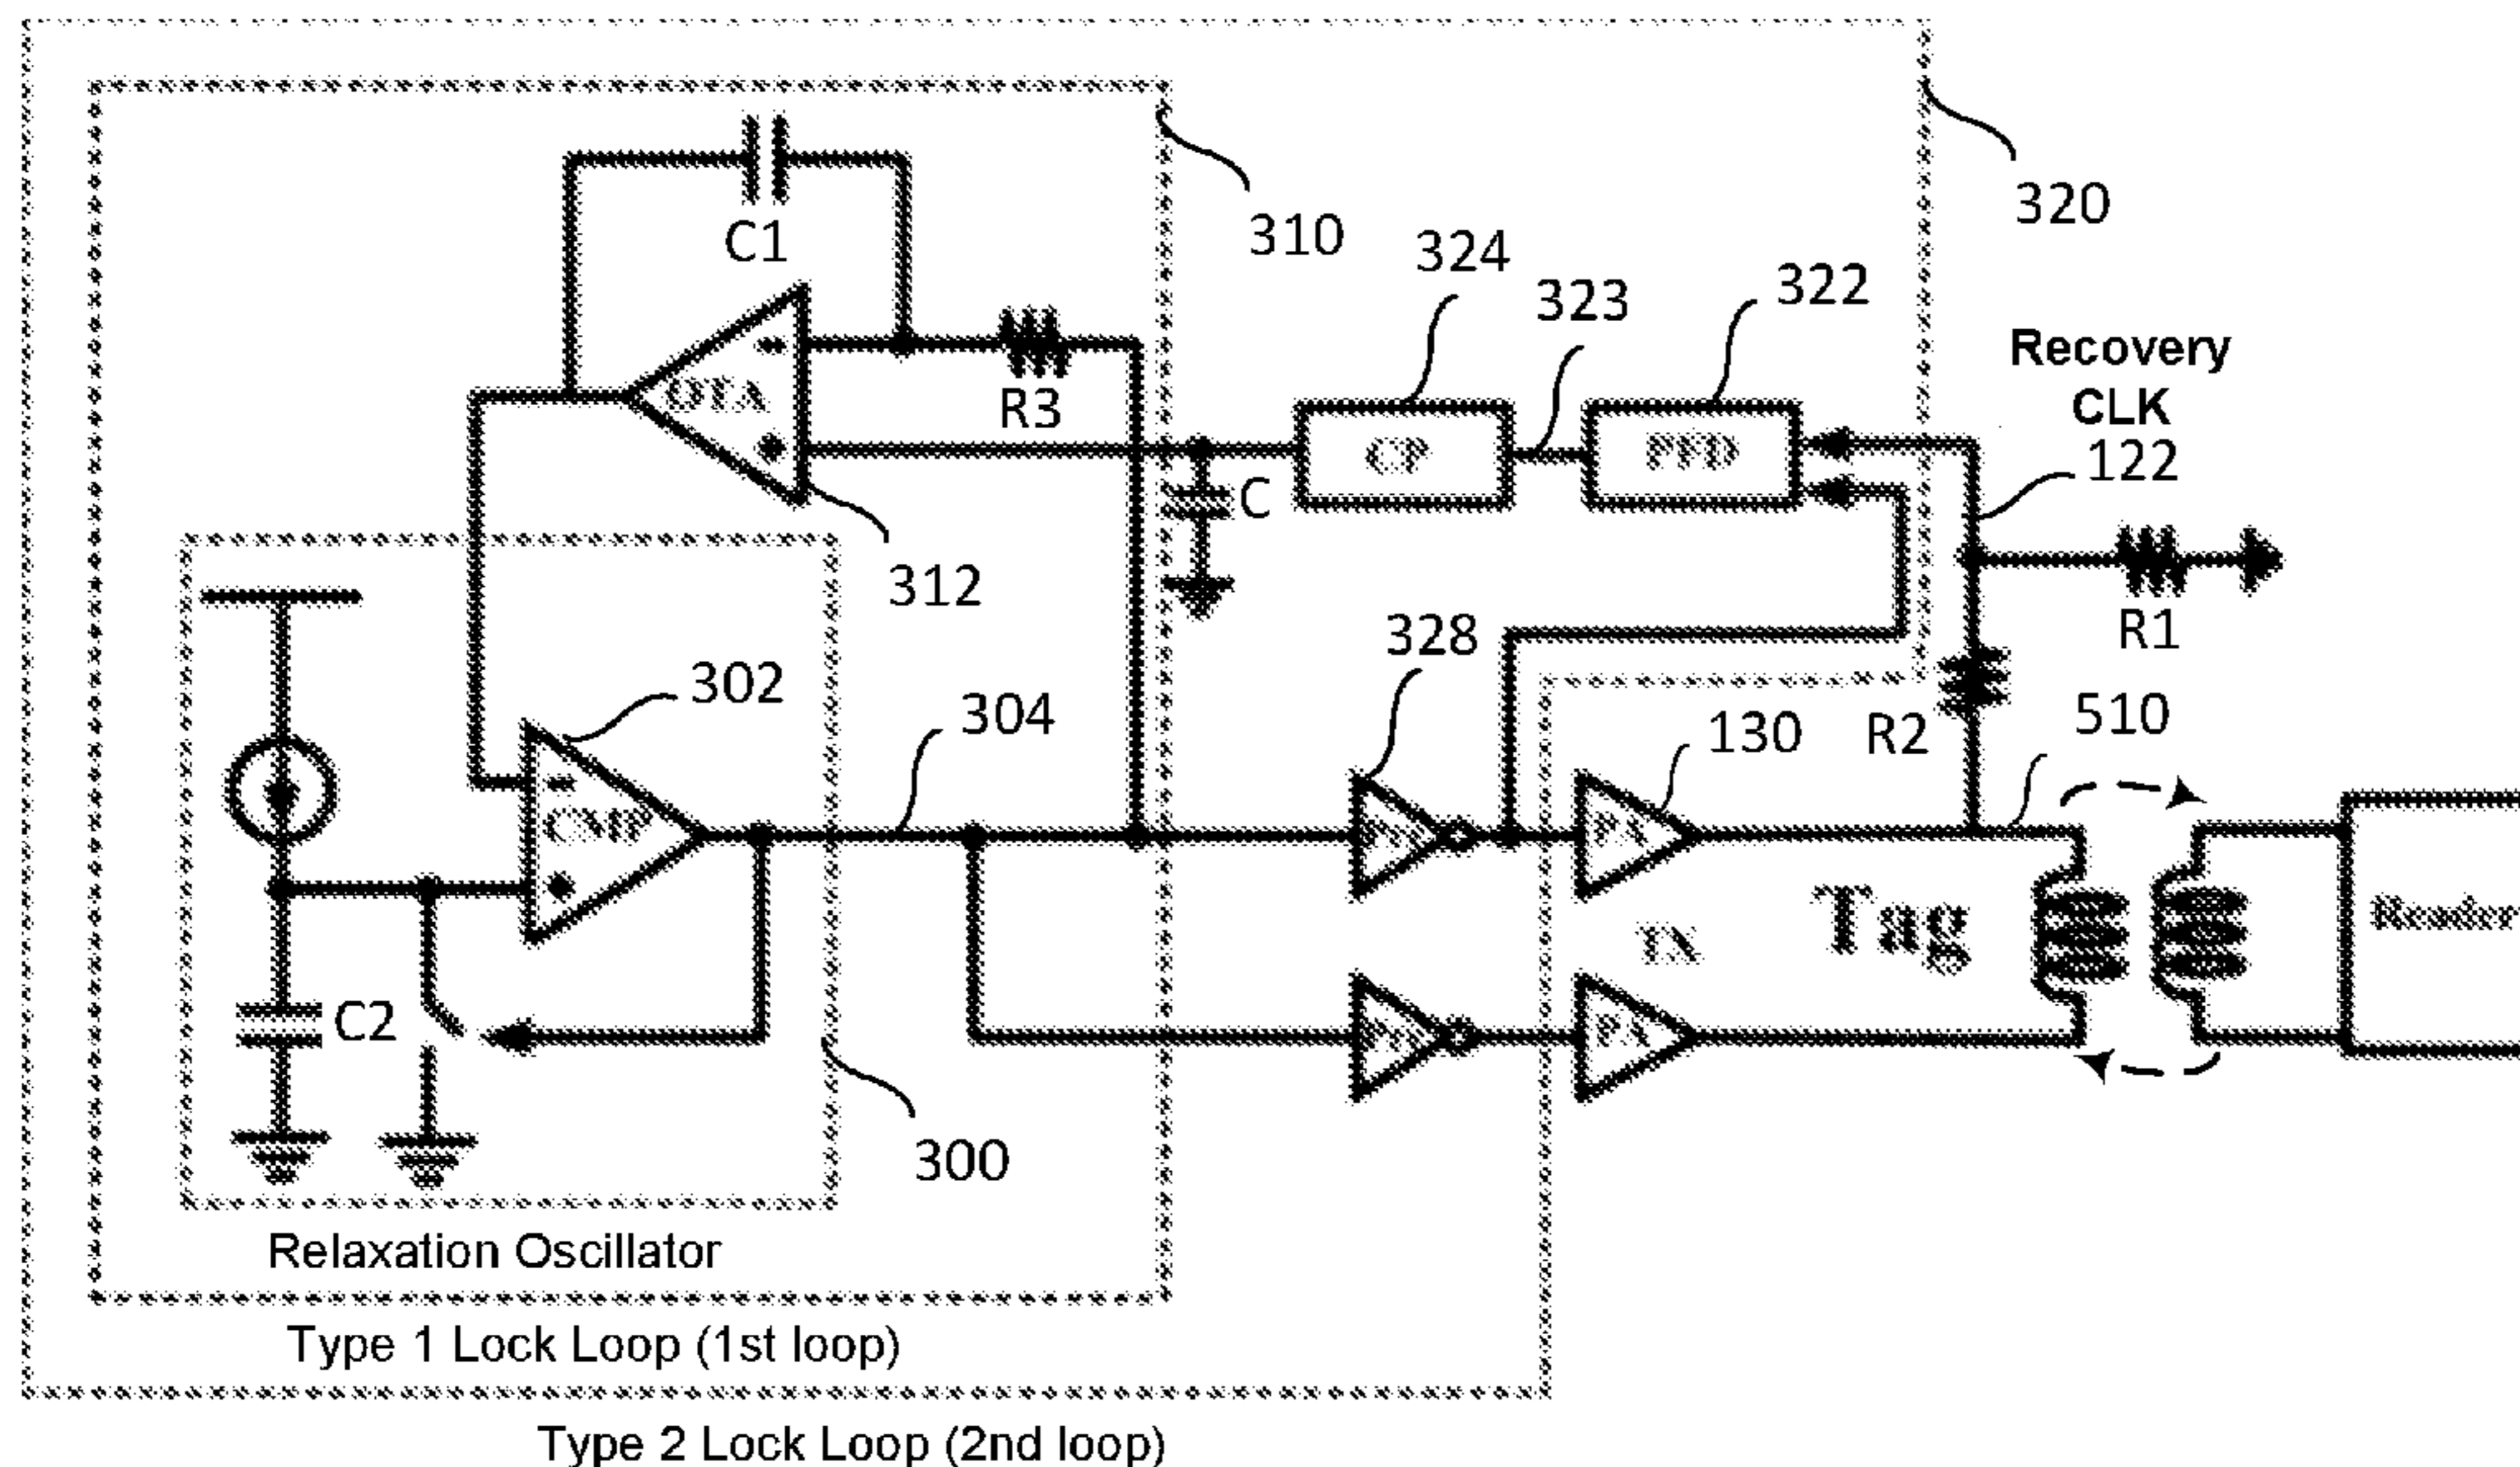 C1
310
320
324
323
322
Recovery
CLK
122
OTA
-
R3
+
CP
PFD
C
312
R1
328
302
304
130
R2
510
-
CMP
+
PA
Tag
TX
Reader
C2
PA
300
Relaxation Oscillator
Type 1 Lock Loop (1st loop)
Type 2 Lock Loop (2nd loop)